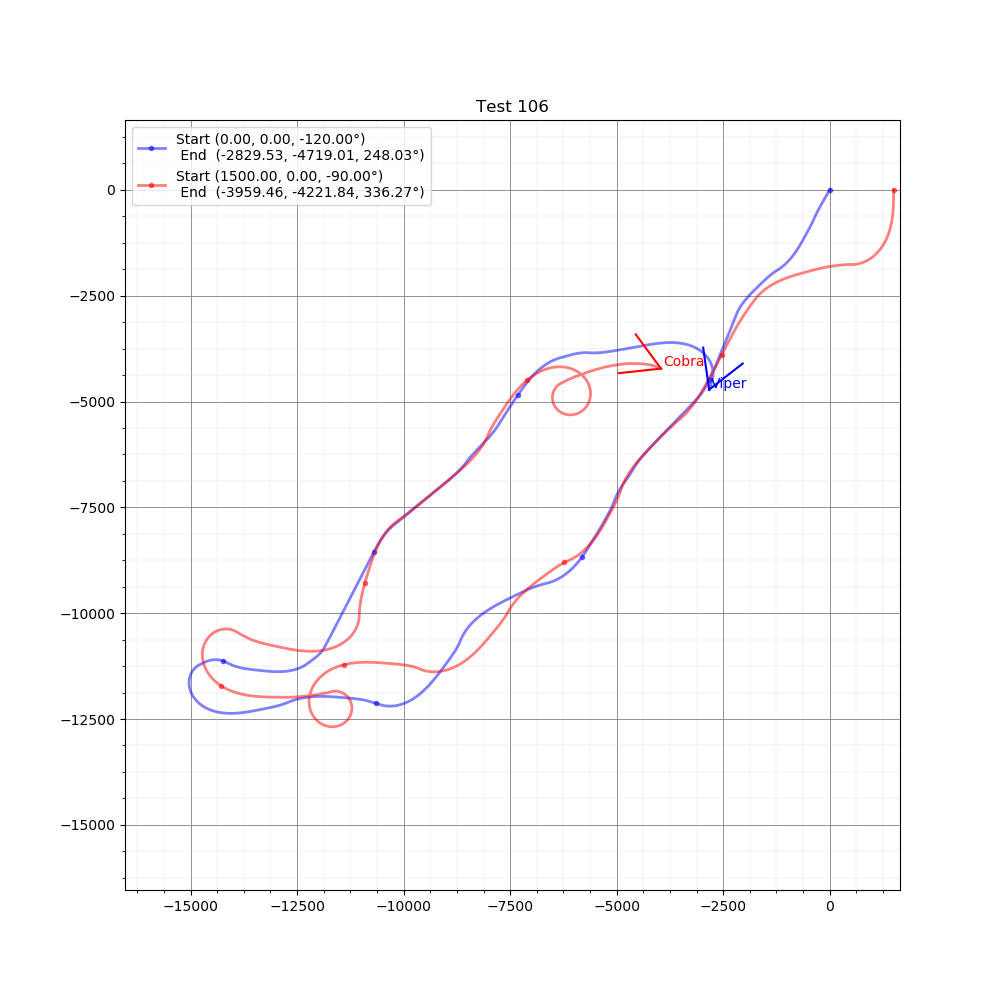 Test 106
Start (0.00, 0.00, -120.00°)
End  (-2829.53, -4719.01, 248.03°)
Start (1500.00, 0.00, -90.00°)
End  (-3959.46, -4221.84, 336.27°)
0
−2500
−5000
−7500
−10000
−12500
−15000
Cobra
Viper
−15000
−12500
−10000
−7500
−5000
−2500
0